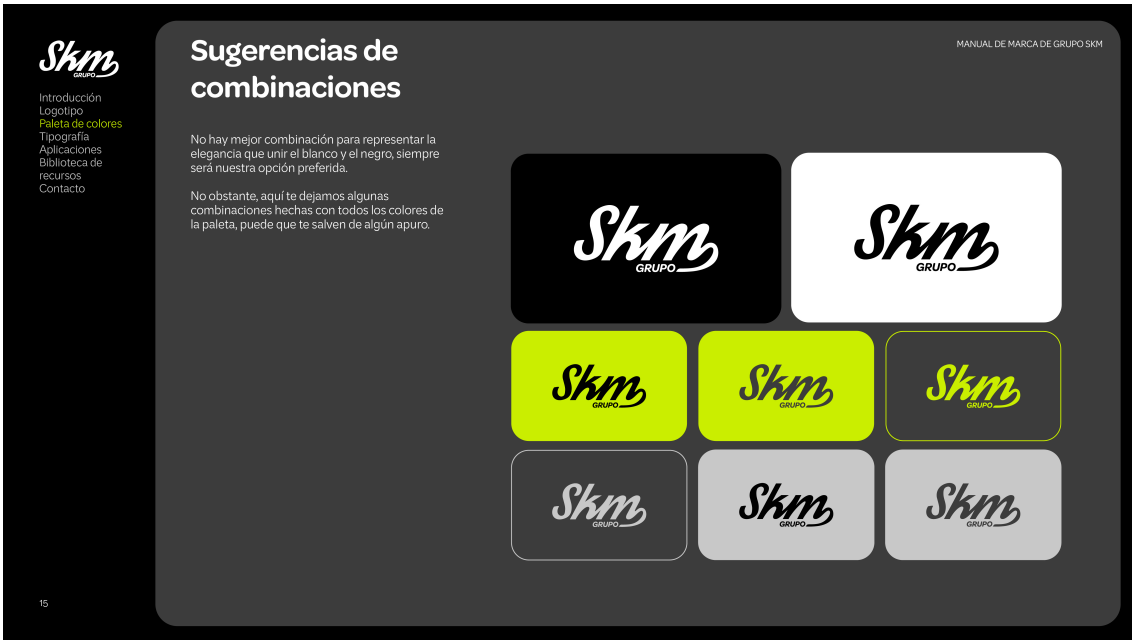 Skm
GRUPO
Introducción
Logotipo
Paleta de colores
Tipografía
Aplicaciones
Biblioteca de
recursos
Contacto
15
Sugerencias de
combinaciones
MANUAL DE MARCA DE GRUPO SKM
No hay mejor combinación para representar la
elegancia que unir el blanco y el negro, siempre
será nuestra opción preferida.
No obstante, aquí te dejamos algunas
combinaciones hechas con todos los colores de
la paleta, puede que te salven de algún apuro.
Skm
GRUPO
Skm
GRUPO
Skm
GRUPO
Skm
GRUPO
Skm
GRUPO
Skm
GRUPO
Skm
GRUPO
Skm
GRUPO